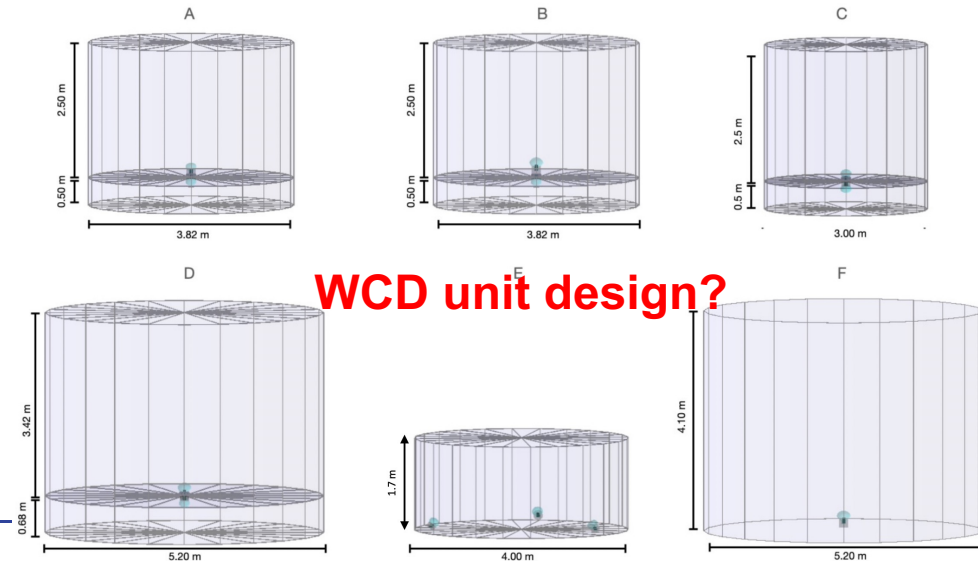 A
B
C
2.50 m
0.50 m
3.82 m
2.50 m
0.50 m
3.82 m
2.5 m
0.5 m
3.00 m
D
E
F
WCD unit design?
3.42 m
0.68 m
5.20 m
1.7 m
4.00 m
4.10 m
5.20 m